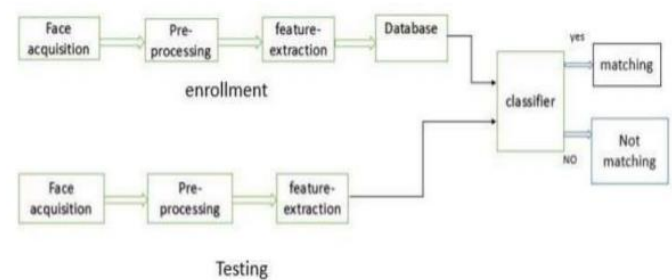 Face
acquisition
Pre-
processing
feature-
extraction
Database
enrollment
classifier
yes
matching
NO
Not
matching
Face
acquisition
Pre-
processing
feature-
extraction
Testing